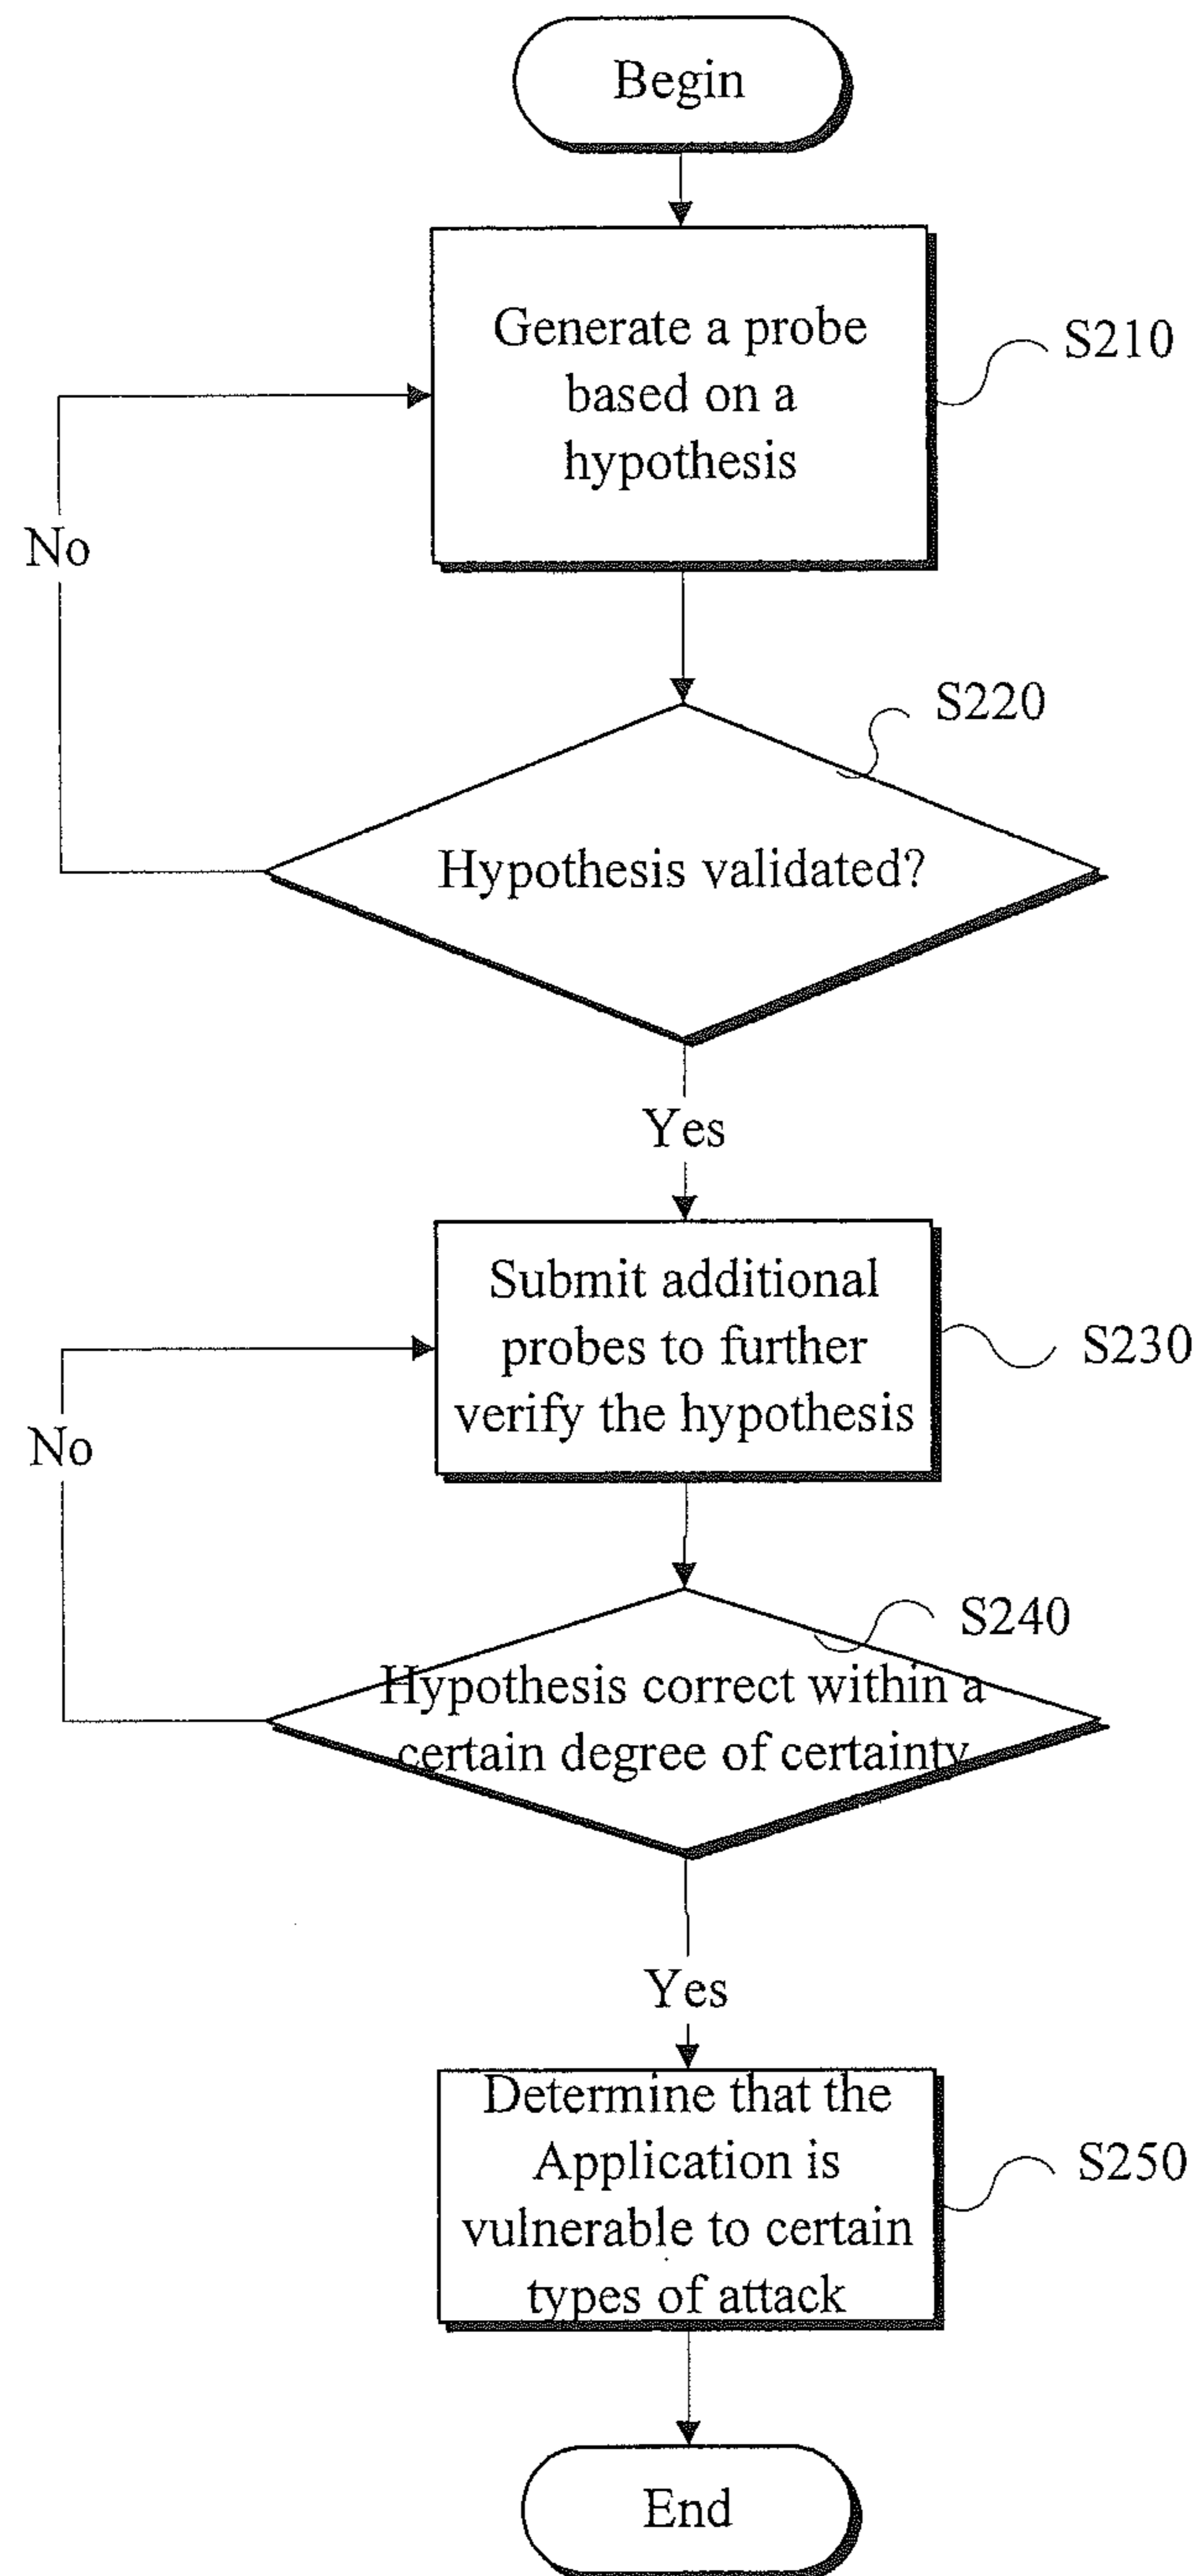 Begin
Generate a probe
based on a
hypothesis
S210
No
S220
Hypothesis validated?
Yes
Submit additional
probes to further
verify the hypothesis
S230
No
S240
Hypothesis correct within a
certain degree of certainty
Yes
Determine that the
Application is
vulnerable to certain
types of attack
S250
End